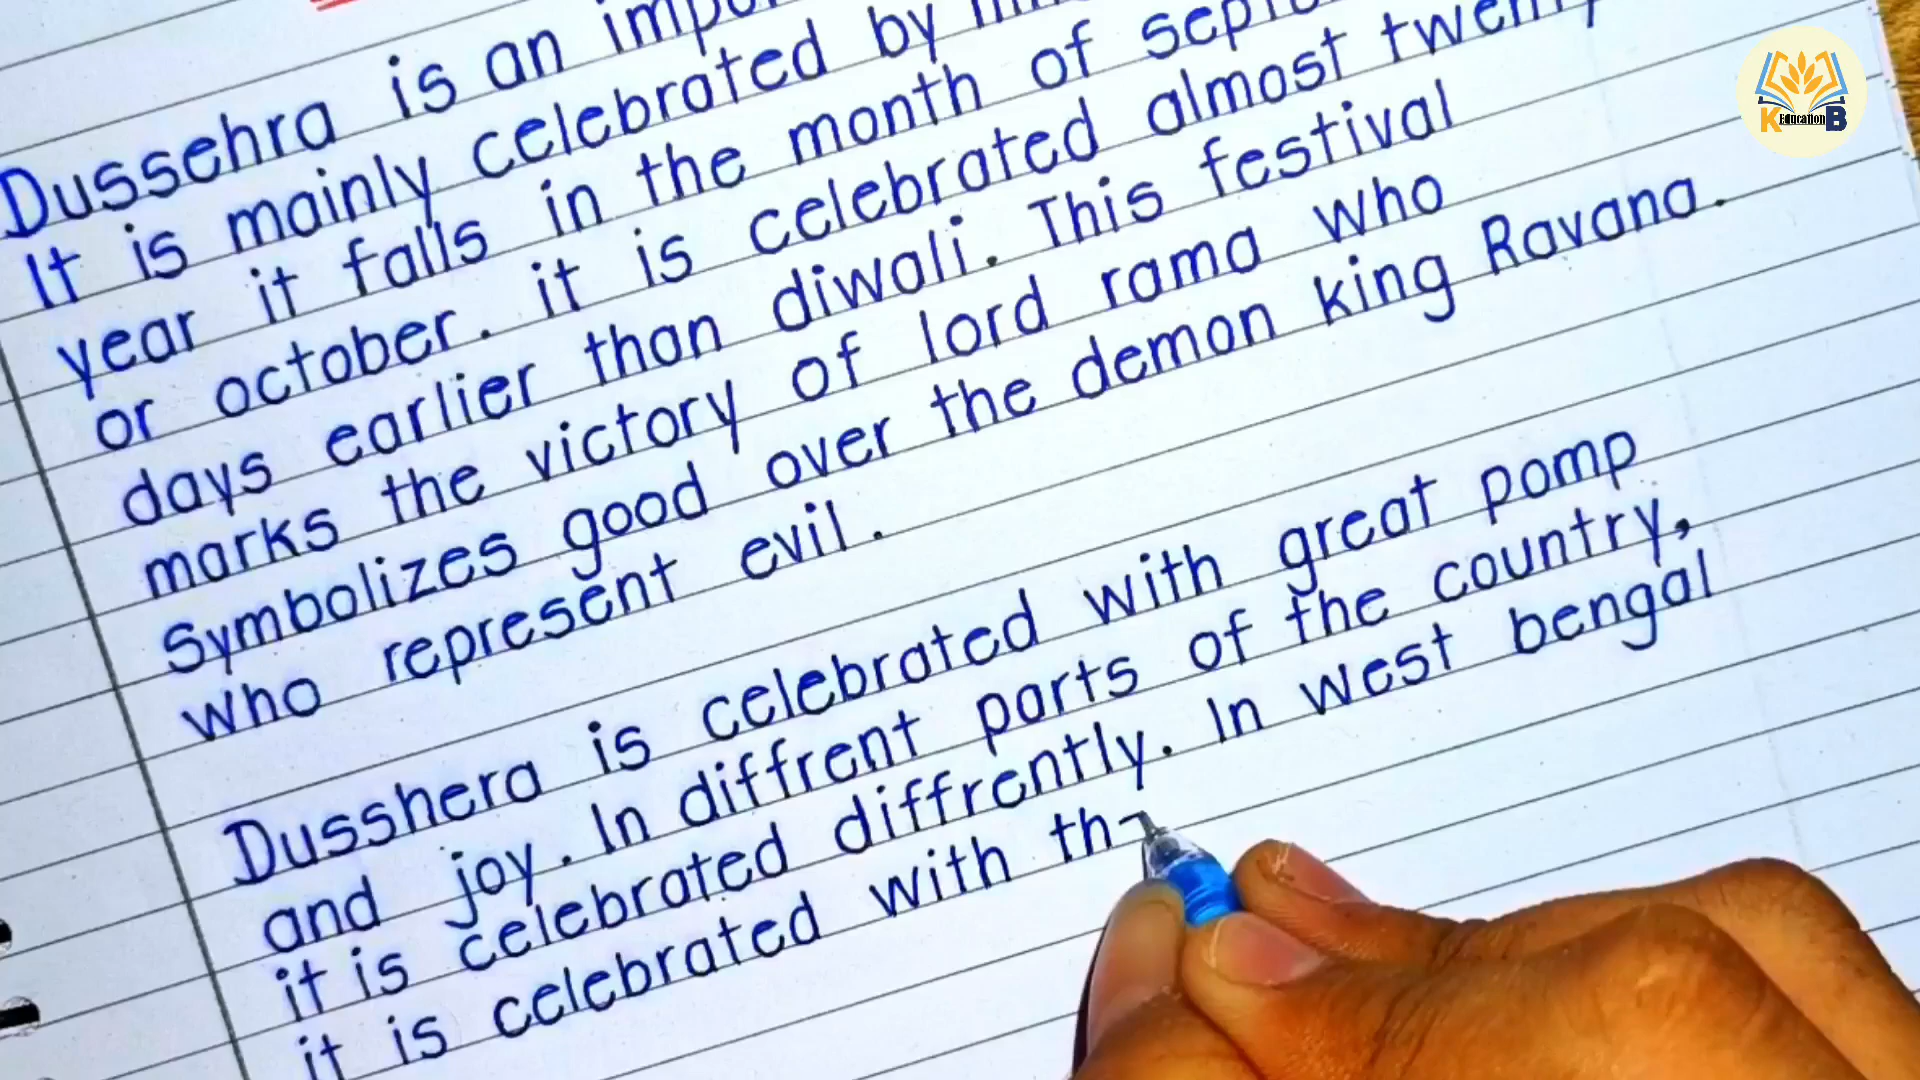 Dussehra is an
It is mainly celebrated by
year it falls in the month of
or october. it is celebrated almost
days earlier than diwali. This festival
marks the victory of lord rama who
Symbolizes good over the demon king Ravana.
who represent evil.
Dusshera is celebrated with great pomp
and joy. In diffrent parts of the country,
it is celebrated diffrently. In west bengal
it is celebrated with th
K Education B